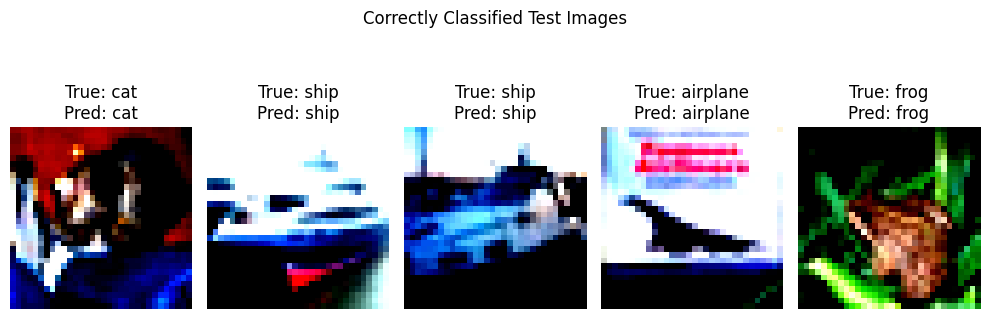 Correctly Classified Test Images
True: cat
Pred: cat
True: ship
Pred: ship
True: ship
Pred: ship
True: airplane
Pred: airplane
True: frog
Pred: frog